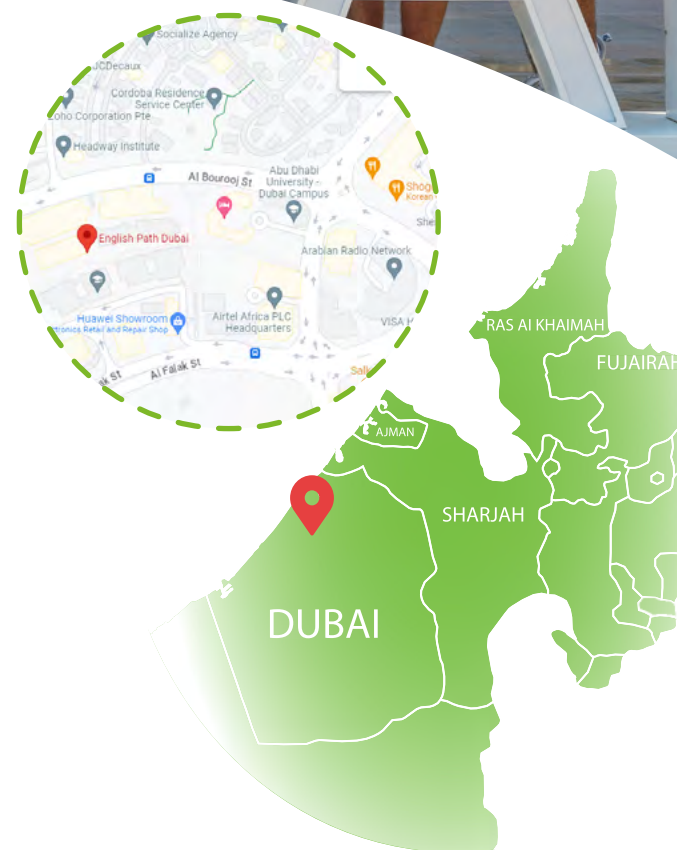 Socialize Agency
JCDecaux
Cordoba Residence
Service Center
Zoho Corporation Pte
Headway Institute
Al Bourooj St
Abu Dhabi
University -
Dubai Campus
Korean
English Path Dubai
Arabian Radio Network
Huawei Showroom
tronics Retail and Repair Shop
Airtel Africa PLC
Headquarters
VISA
Al Falak St
RAS AI KHAIMAH
FUJAIRAH
AJMAN
SHARJAH
DUBAI